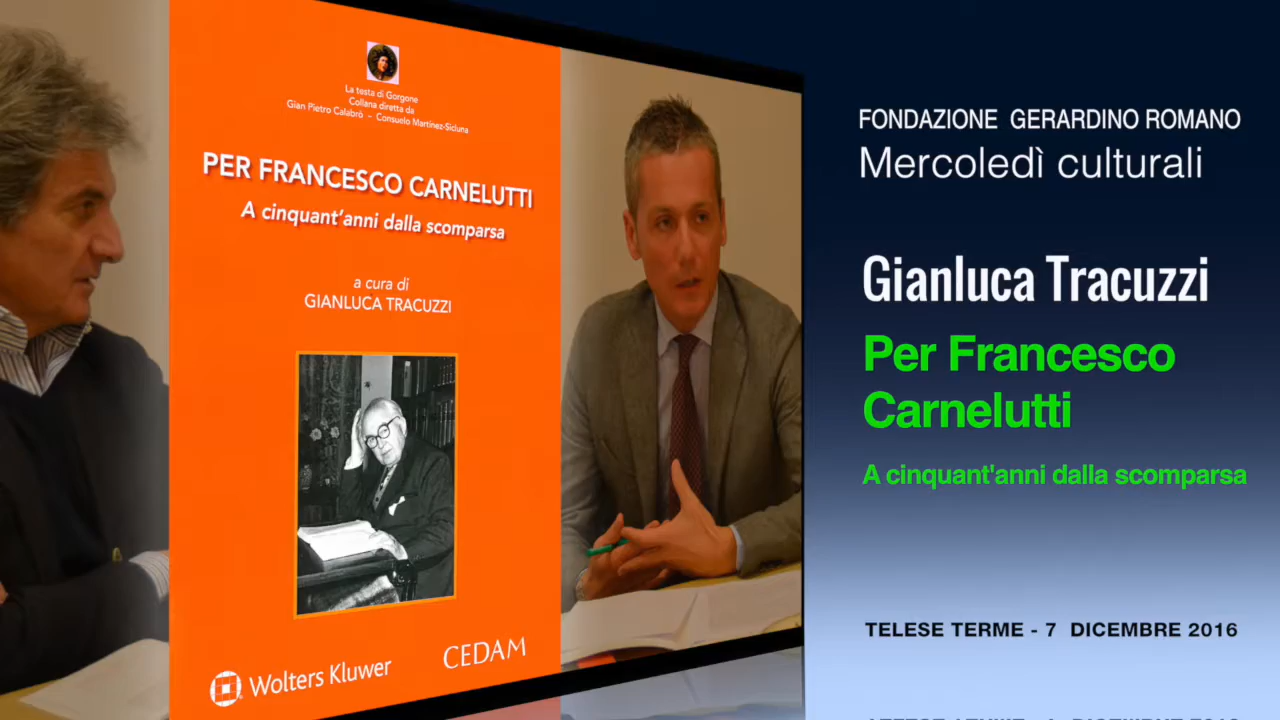 La testa di Gorgone
Collana diretta da
Gian Pietro Calabrò - Consuelo Martínez-Sicluna
PER FRANCESCO CARNELUTTI
A cinquant'anni dalla scomparsa
a cura di
GIANLUCA TRACUZZI
Wolters Kluwer
CEDAM
FONDAZIONE GERARDINO ROMANO
Mercoledì culturali
Gianluca Tracuzzi
Per Francesco
Carnelutti
A cinquant'anni dalla scomparsa
TELESE TERME - 7 DICEMBRE 2016